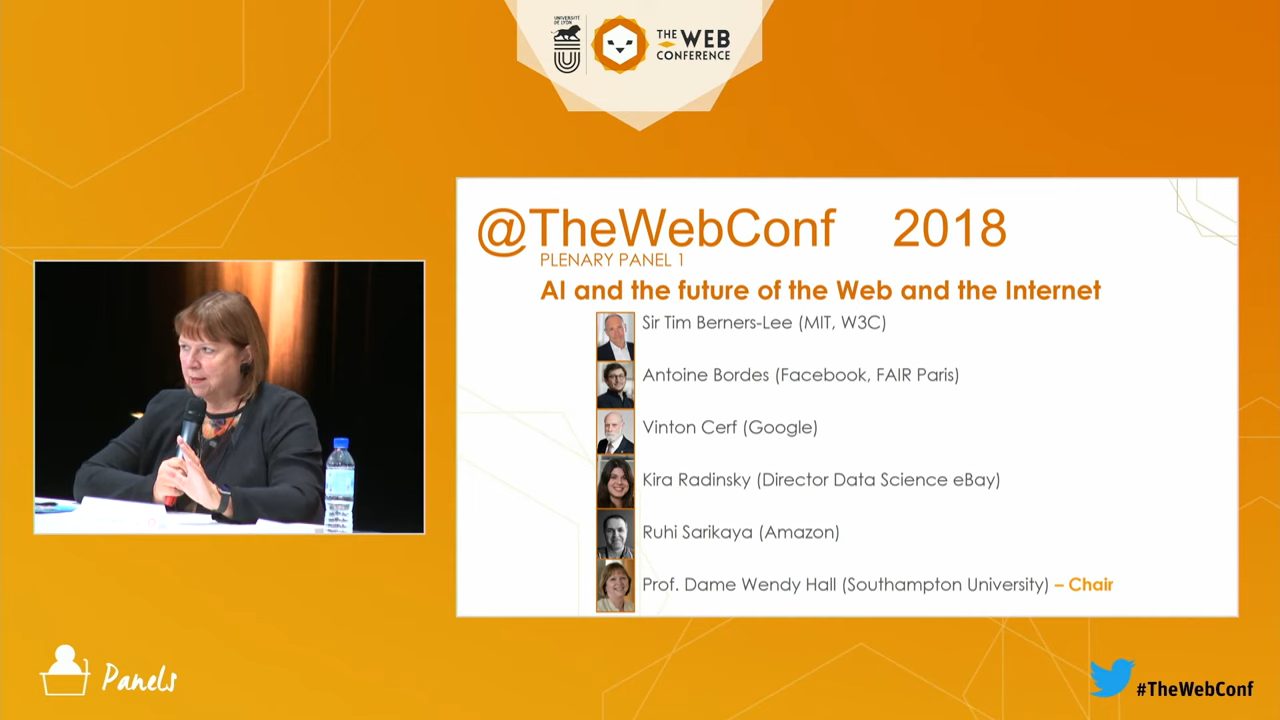 UNIVERSITÉ
DE LYON
THE WEB
CONFERENCE
@TheWebConf 2018
PLENARY PANEL 1
AI and the future of the Web and the Internet
Sir Tim Berners-Lee (MIT, W3C)
Antoine Bordes (Facebook, FAIR Paris)
Vinton Cerf (Google)
Kira Radinsky (Director Data Science eBay)
Ruhi Sarikaya (Amazon)
Prof. Dame Wendy Hall (Southampton University) – Chair
Panels
#TheWebConf